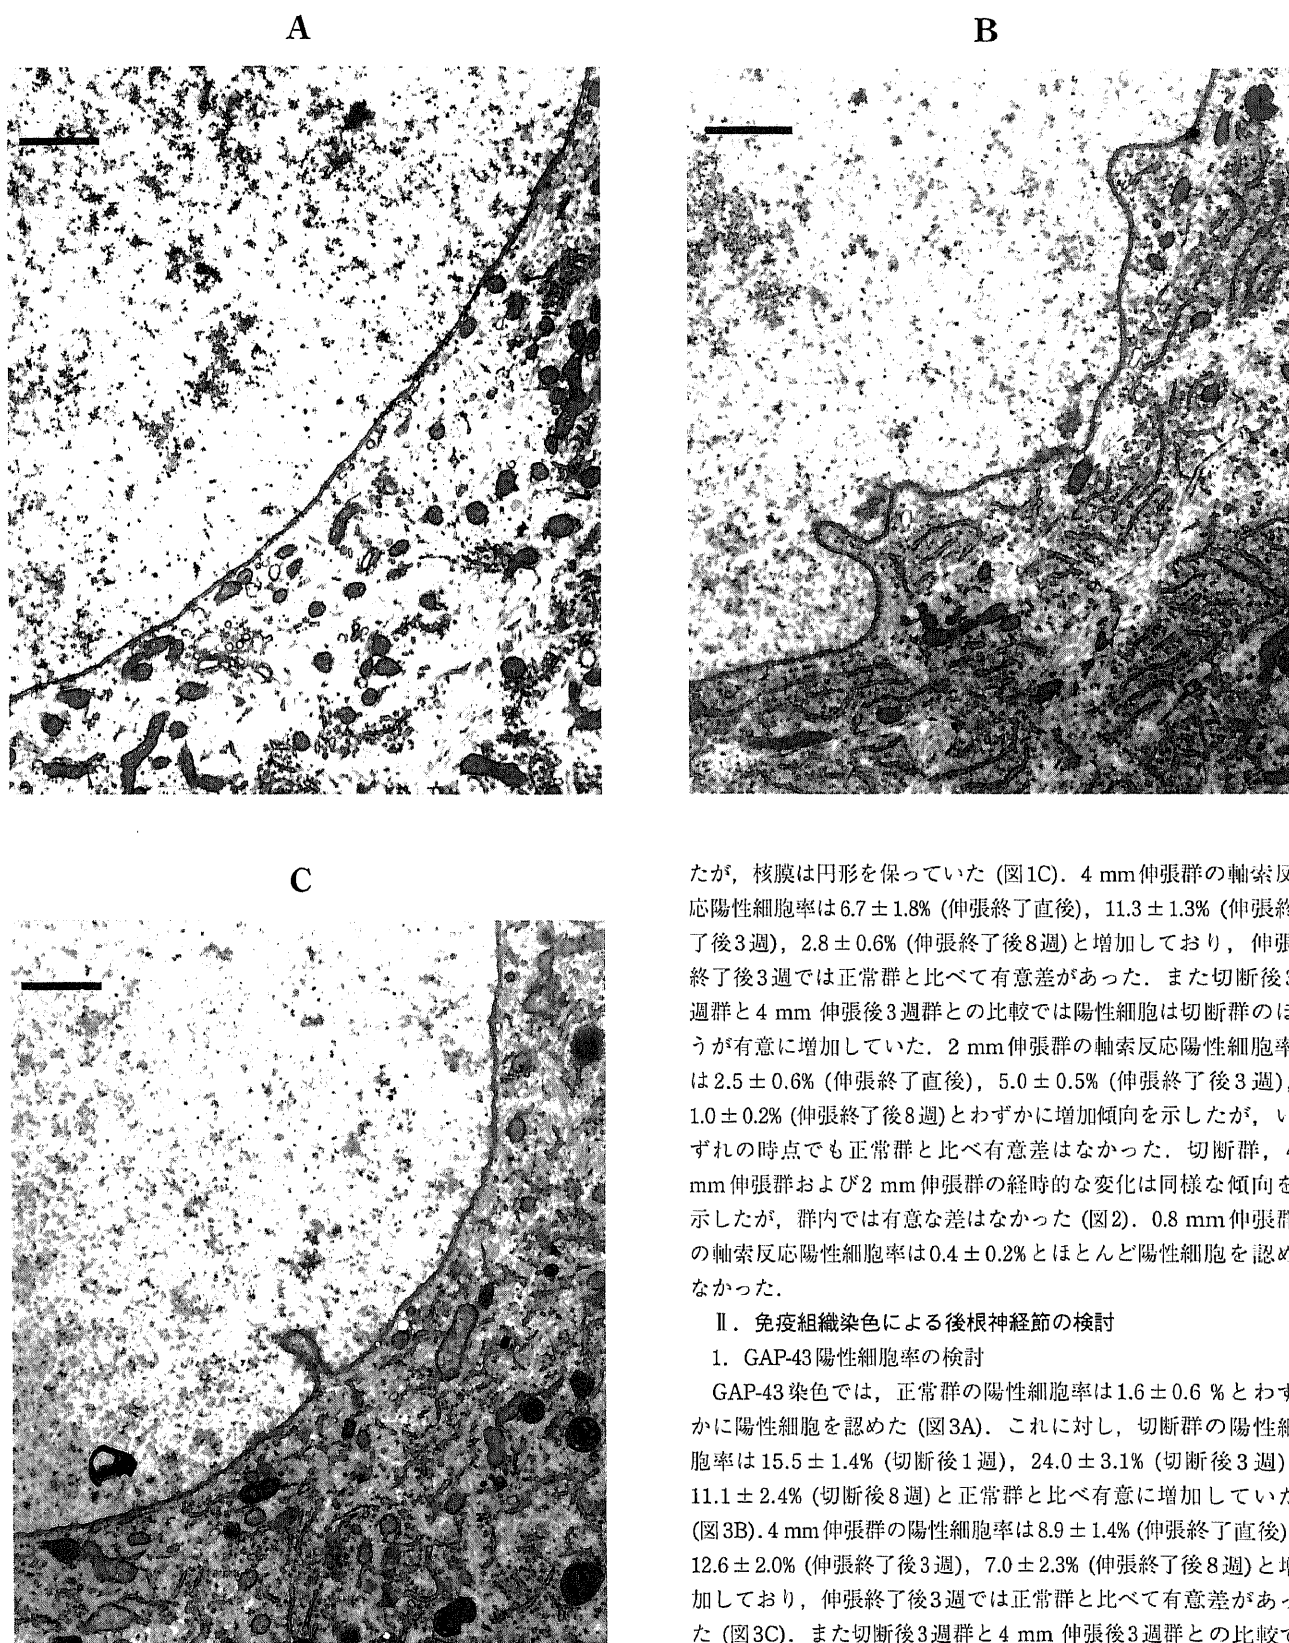 A
B
C
たが，核膜は円形を保っていた (図1C)．4 mm伸張群の軸索反
応陽性細胞率は6.7±1.8% (伸張終了直後)，11.3±1.3% (伸張終
了後3週)，2.8±0.6% (伸張終了後8週)と増加しており，伸張
終了後3週では正常群と比べて有意差があった．また切断後3
週群と4 mm 伸張後3週群との比較では陽性細胞は切断群のほ
うが有意に増加していた．2 mm伸張群の軸索反応陽性細胞率
は2.5±0.6% (伸張終了直後)，5.0±0.5% (伸張終了後3週)，
1.0±0.2% (伸張終了後8週)とわずかに増加傾向を示したが，い
ずれの時点でも正常群と比べ有意差はなかった．切断群，4
mm伸張群および2 mm伸張群の経時的な変化は同様な傾向を
示したが，群内では有意な差はなかった (図2)．0.8 mm伸張群
の軸索反応陽性細胞率は0.4±0.2%とほとんど陽性細胞を認め
なかった．
Ⅱ．免疫組織染色による後根神経節の検討
1．GAP-43陽性細胞率の検討
GAP-43染色では，正常群の陽性細胞率は1.6±0.6 %とわず
かに陽性細胞を認めた (図3A)．これに対し，切断群の陽性細
胞率は15.5±1.4% (切断後1週)，24.0±3.1% (切断後3週)
11.1±2.4% (切断後8週)と正常群と比べ有意に増加していた
(図3B)．4 mm伸張群の陽性細胞率は8.9±1.4% (伸張終了直後)
12.6±2.0% (伸張終了後3週)，7.0±2.3% (伸張終了後8週)と増
加しており，伸張終了後3週では正常群と比べて有意差があっ
た (図3C)．また切断後3週群と4 mm 伸張後3週群との比較で